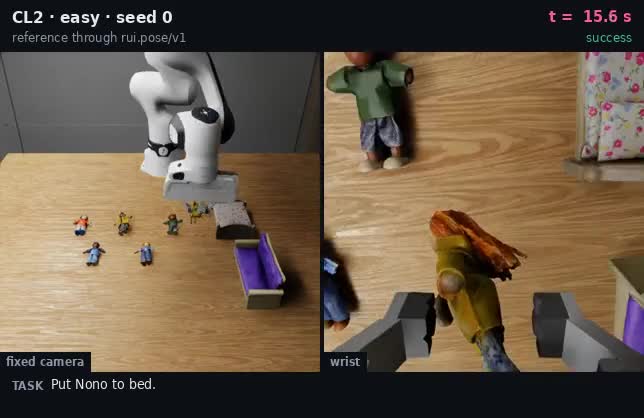 CL2 · easy · seed 0
t = 15.6 s
reference through rui.pose/v1
success
fixed camera
wrist
TASK Put Nono to bed.